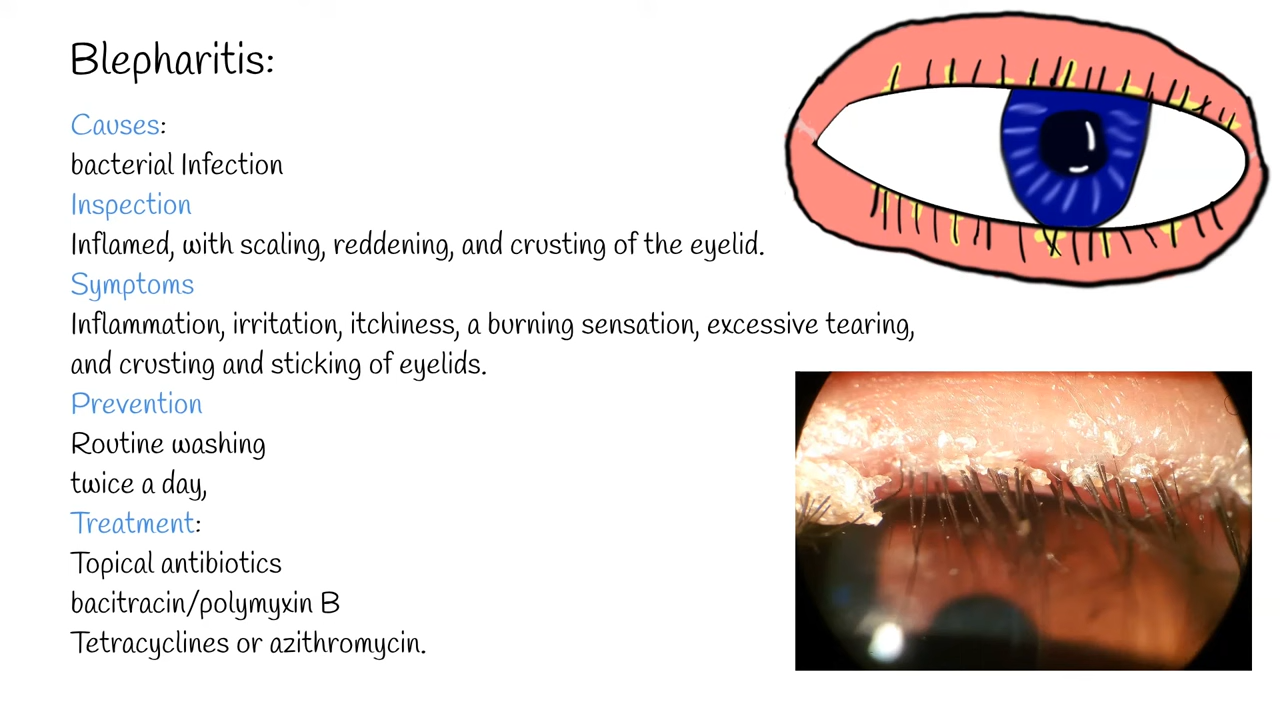 Blepharitis:
Causes:
bacterial Infection
Inspection
Inflamed, with scaling, reddening, and crusting of the eyelid.
Symptoms
Inflammation, irritation, itchiness, a burning sensation, excessive tearing,
and crusting and sticking of eyelids.
Prevention
Routine washing
twice a day,
Treatment:
Topical antibiotics
bacitracin/polymyxin B
Tetracyclines or azithromycin.